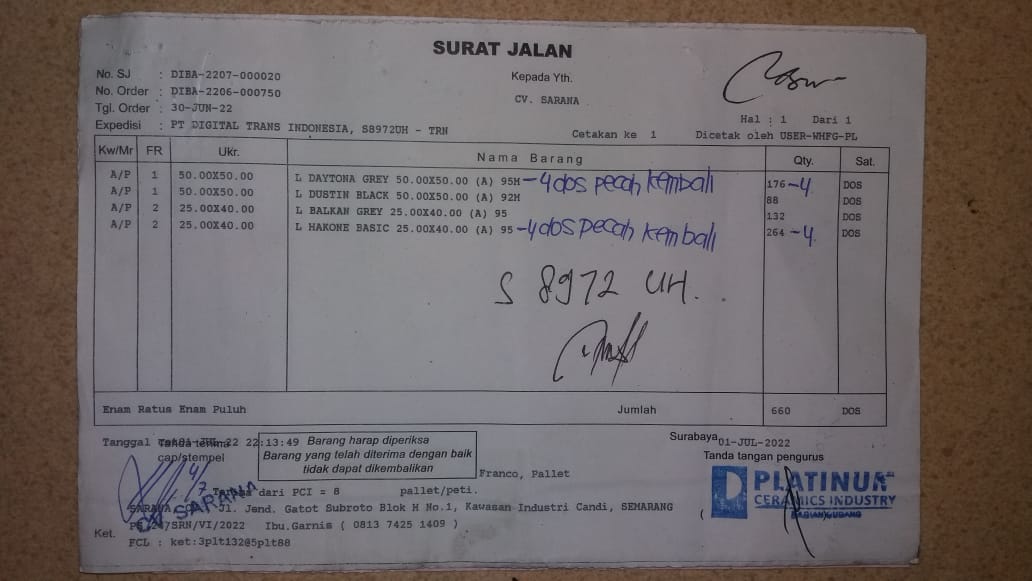 SURAT JALAN
No. SJ : DIBA-2207-000020
No. Order : DIBA-2206-000750
Tgl. Order : 30-JUN-22
Expedisi : PT DIGITAL TRANS INDONESIA, S8972UH - TRN
Kepada Yth.
CV. SARANA
Hal : 1 Dari 1
Cetakan ke 1 Dicetak oleh USER-WHFG-PL
Kw/Mr FR Ukr. Nama Barang Qty. Sat.
A/P 1 50.00X50.00 L DAYTONA GREY 50.00X50.00 (A) 95H -4 dos pecah kembali 176 -4 DOS
A/P 1 50.00X50.00 L DUSTIN BLACK 50.00X50.00 (A) 92H 88 DOS
A/P 2 25.00X40.00 L BALKAN GREY 25.00X40.00 (A) 95 132 DOS
A/P 2 25.00X40.00 L HAKONE BASIC 25.00X40.00 (A) 95 -4 dos pecah kembali 264 -4 DOS
S 8972 UH.
Enam Ratus Enam Puluh Jumlah 660 DOS
Tanggal 01-JUL-22 22:13:49
Tanda terima
cap/stempel
4/7
CV SARANA
Barang harap diperiksa
Barang yang telah diterima dengan baik
tidak dapat dikembalikan
Surabaya 01-JUL-2022
Tanda tangan pengurus
PLATINUM
CERAMICS INDUSTRY
Franco, Pallet
dari PCI = 8 pallet/peti.
Jl. Jend. Gatot Subroto Blok H No.1, Kawasan Industri Candi, SEMARANG (
/SRN/VI/2022 Ibu.Garnis ( 0813 7425 1409 )
Ket.
FCL : ket:3plt132@5plt88